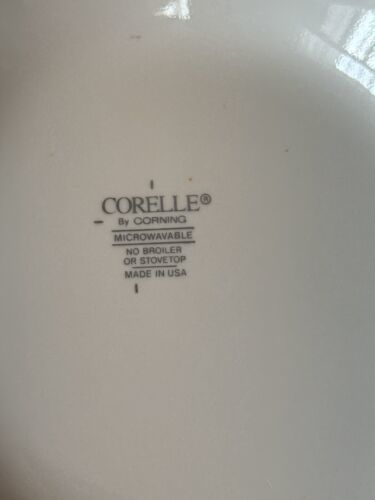 CORELLE®
By CORNING
MICROWAVABLE
NO BROILER
OR STOVETOP
MADE IN USA